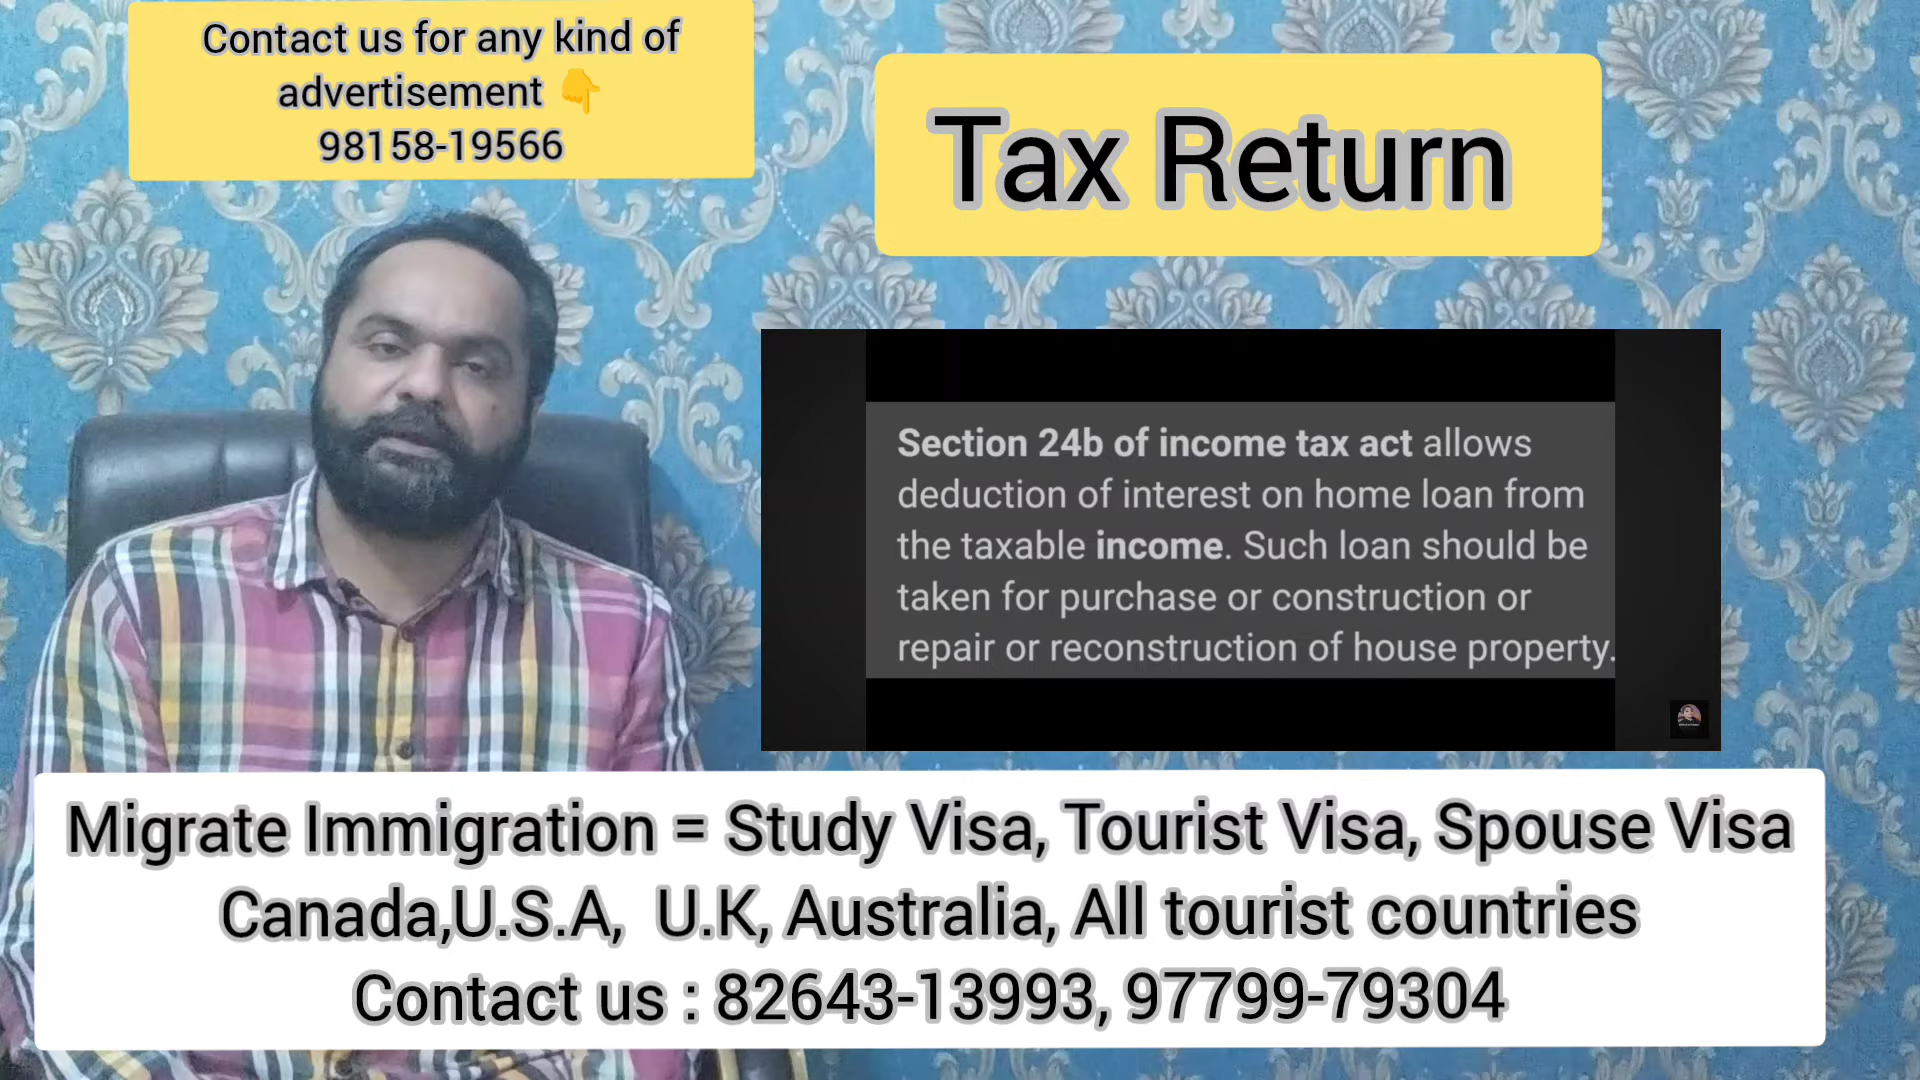 Contact us for any kind of
advertisement 👇
98158-19566
Tax Return
Section 24b of income tax act allows
deduction of interest on home loan from
the taxable income. Such loan should be
taken for purchase or construction or
repair or reconstruction of house property.
Migrate Immigration = Study Visa, Tourist Visa, Spouse Visa
Canada,U.S.A, U.K, Australia, All tourist countries
Contact us : 82643-13993, 97799-79304